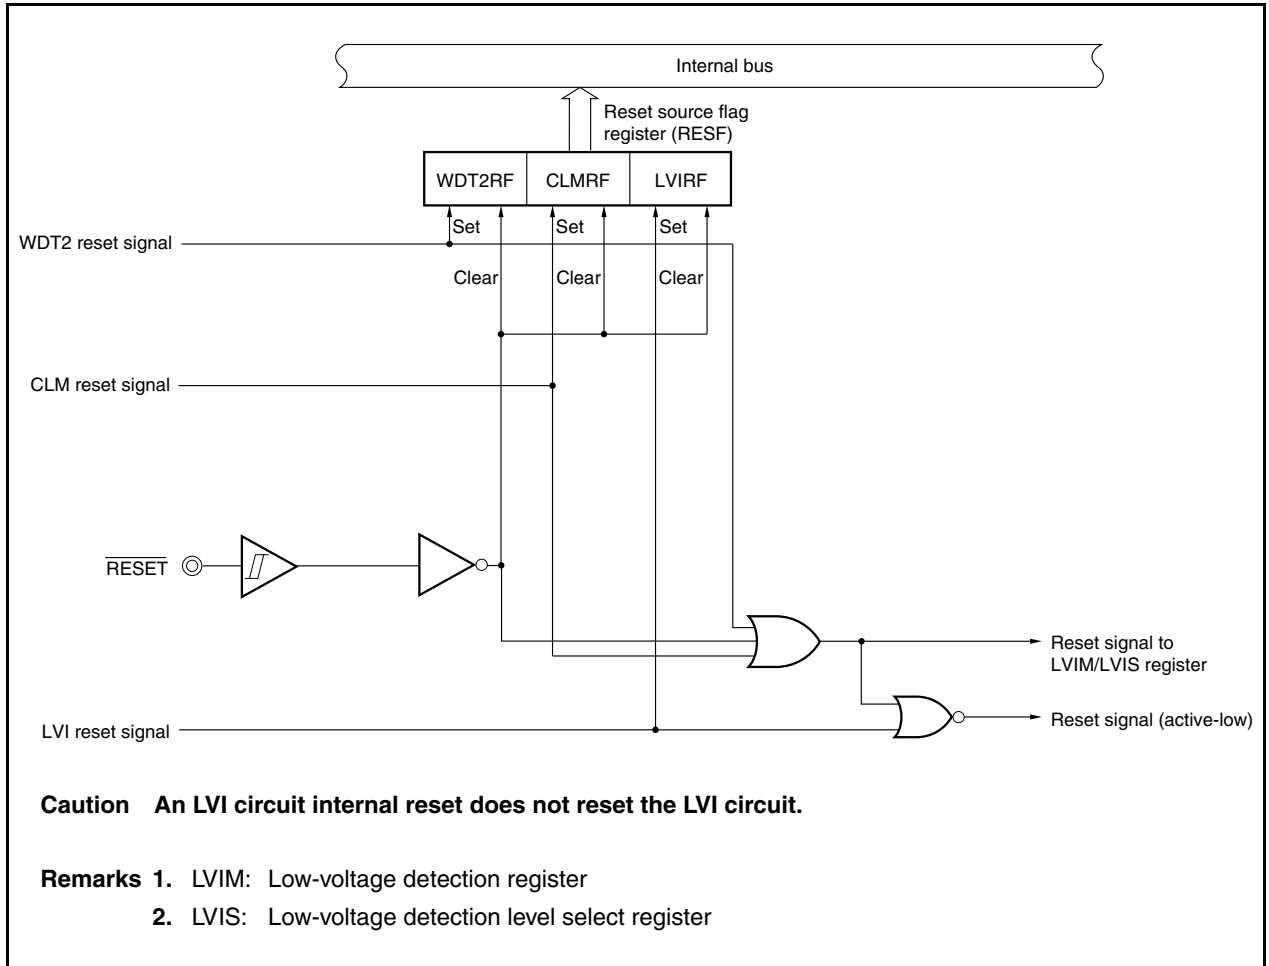 Internal bus
Reset source flag
register (RESF)
WDT2RF CLMRF LVIRF
Set Set Set
WDT2 reset signal
Clear Clear Clear
CLM reset signal
RESET
Reset signal to
LVIM/LVIS register
Reset signal (active-low)
LVI reset signal
Caution An LVI circuit internal reset does not reset the LVI circuit.
Remarks 1. LVIM: Low-voltage detection register
2. LVIS: Low-voltage detection level select register